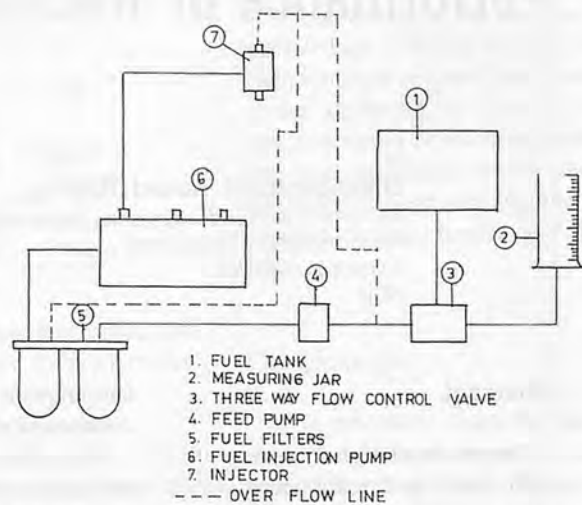 7
1
6
2
4
3
5
1. FUEL TANK
2. MEASURING JAR
3. THREE WAY FLOW CONTROL VALVE
4. FEED PUMP
5. FUEL FILTERS
6. FUEL INJECTION PUMP
7. INJECTOR
---- OVER FLOW LINE